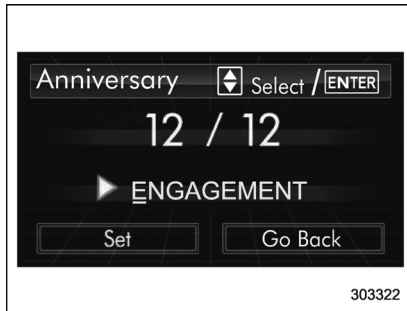 Anniversary Select / ENTER
12 / 12
ENGAGEMENT
Set Go Back
303322